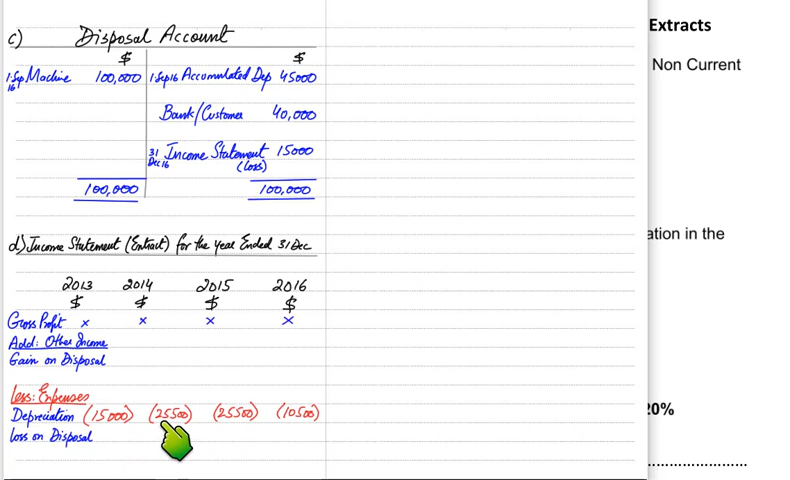 c) Disposal Account
$ $
1 Sep 16 Machine 100,000 1 Sep 16 Accumulated Dep 45000
Bank/Customer 40,000
31 Dec 16 Income Statement 15000
(loss)
100,000 100,000
d) Income Statement (Extract) for the year Ended 31 Dec
2013 2014 2015 2016
$ $ $ $
Gross Profit x x x x
Add: Other Income
Gain on Disposal
Less: Expenses
Depreciation (15000) (25500) (25500) (10500)
Loss on Disposal
Extracts
Non Current
ation in the
20%
........................